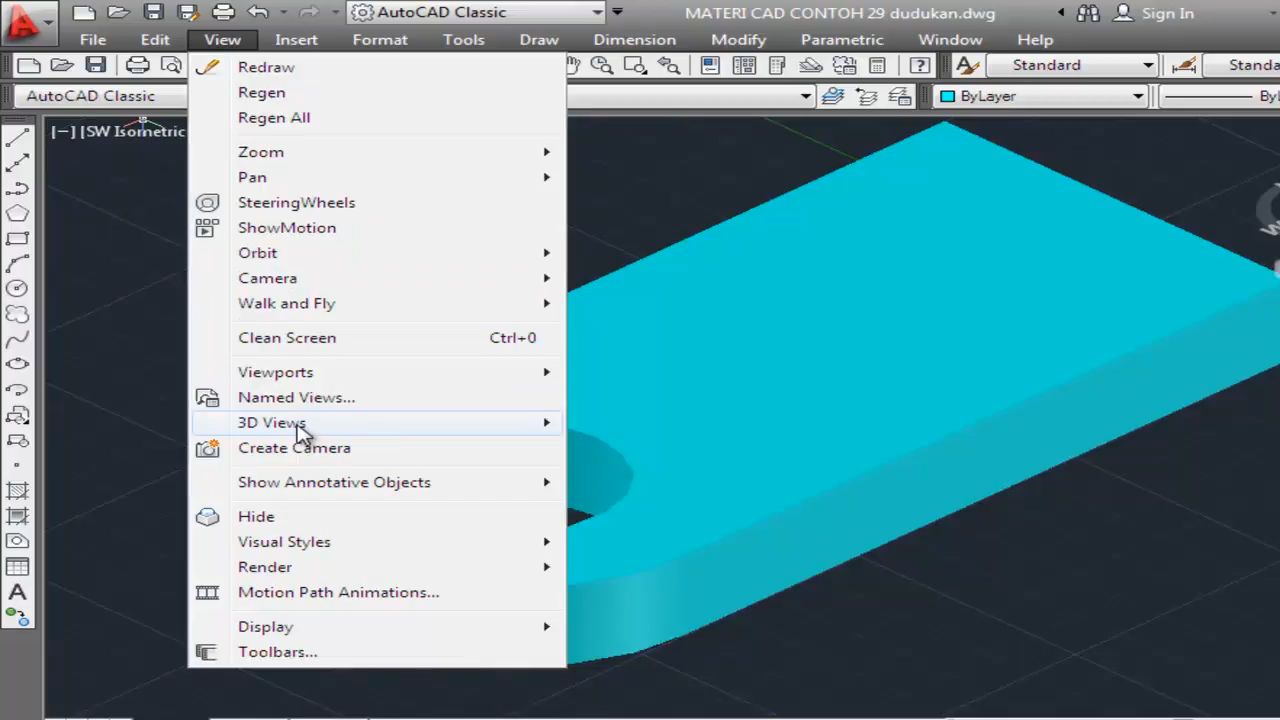 AutoCAD Classic
MATERI CAD CONTOH 29 dudukan.dwg
Sign In
File Edit View Insert Format Tools Draw Dimension Modify Parametric Window Help
Standard
AutoCAD Classic
ByLayer
[−] [SW Isometric
Redraw
Regen
Regen All
Zoom
Pan
SteeringWheels
ShowMotion
Orbit
Camera
Walk and Fly
Clean Screen Ctrl+0
Viewports
Named Views...
3D Views
Create Camera
Show Annotative Objects
Hide
Visual Styles
Render
Motion Path Animations...
Display
Toolbars...